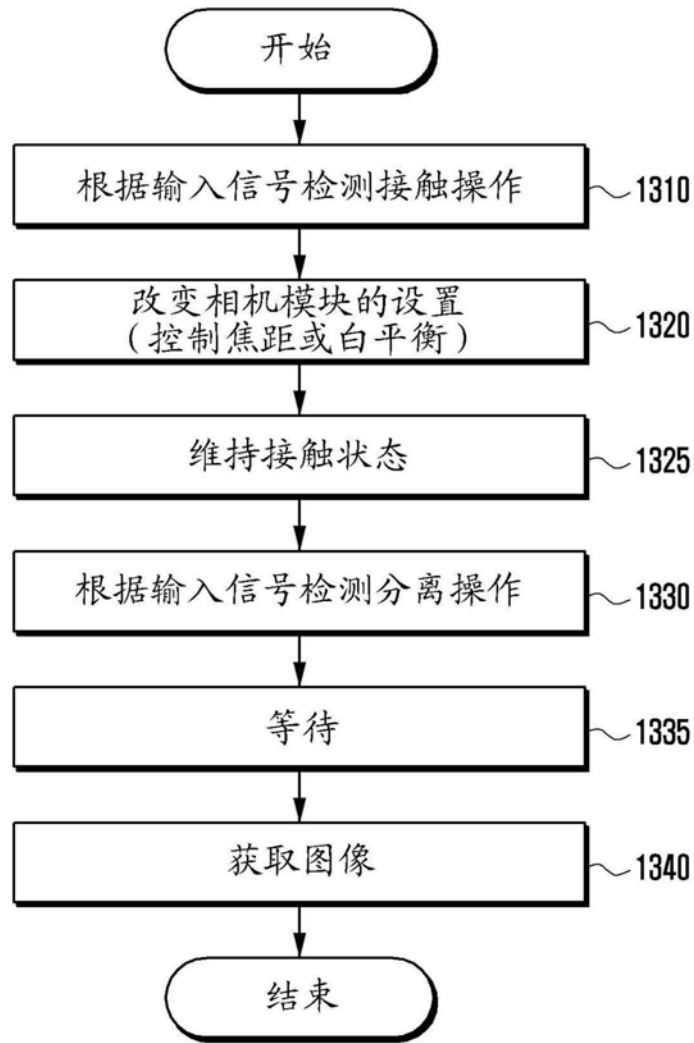 开始
根据输入信号检测接触操作
1310
改变相机模块的设置
(控制焦距或白平衡)
1320
维持接触状态
1325
根据输入信号检测分离操作
1330
等待
1335
获取图像
1340
结束